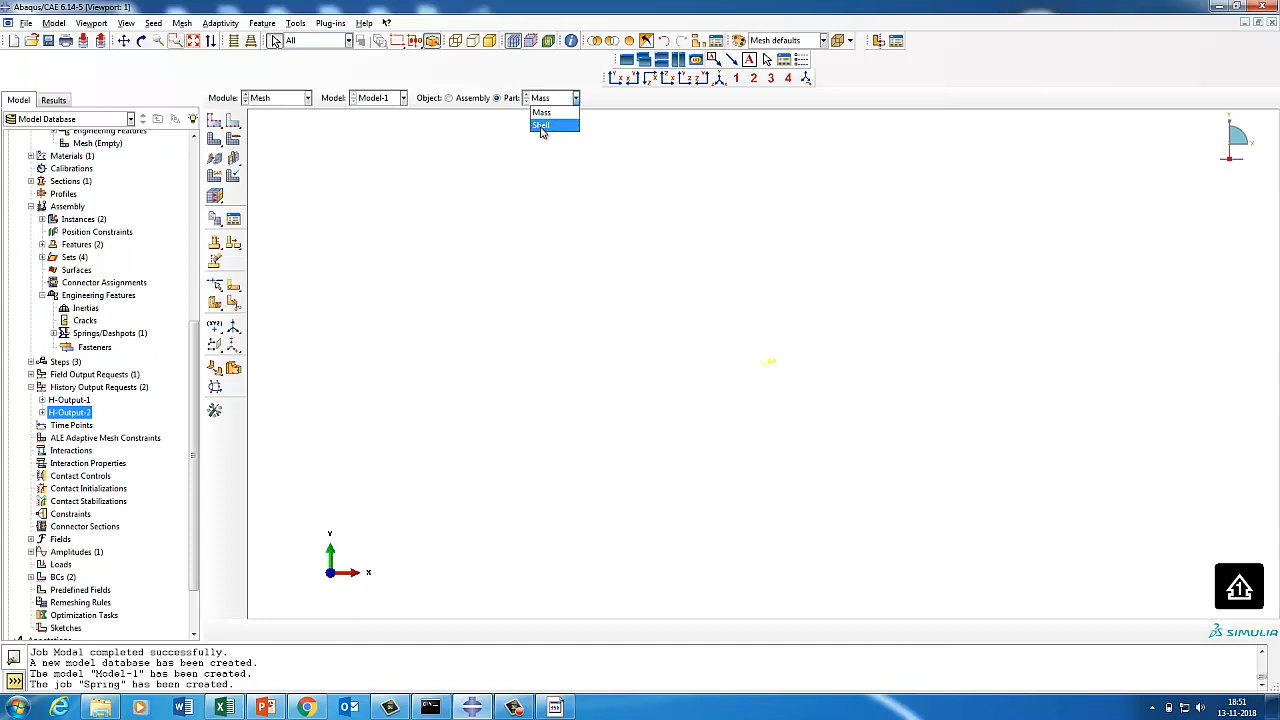 Abaqus/CAE 6.14-5 [Viewport: 1]
File Model Viewport View Seed Mesh Adaptivity Feature Tools Plug-ins Help
All Mesh defaults
A
1 2 3 4
Model Results Module: Mesh Model: Model-1 Object: Assembly Part: Mass
Mass
Shell
Model Database
Engineering Features
Mesh (Empty)
Materials (1)
Calibrations
Sections (1)
Profiles
Assembly
Instances (2)
Position Constraints
Features (2)
Sets (4)
Surfaces
Connector Assignments
Engineering Features
Inertias
Cracks
Springs/Dashpots (1)
Fasteners
Steps (3)
Field Output Requests (1)
History Output Requests (2)
H-Output-1
H-Output-2
Time Points
ALE Adaptive Mesh Constraints
Interactions
Interaction Properties
Contact Controls
Contact Initializations
Contact Stabilizations
Constraints
Connector Sections
Fields
Amplitudes (1)
Loads
BCs (2)
Predefined Fields
Remeshing Rules
Optimization Tasks
Sketches
(XYZ)
RP
Y
X
Y
X
1
SIMULIA
Job Modal completed successfully.
A new model database has been created.
The model "Model-1" has been created.
The job "Spring" has been created.
18:51
13-11-2018